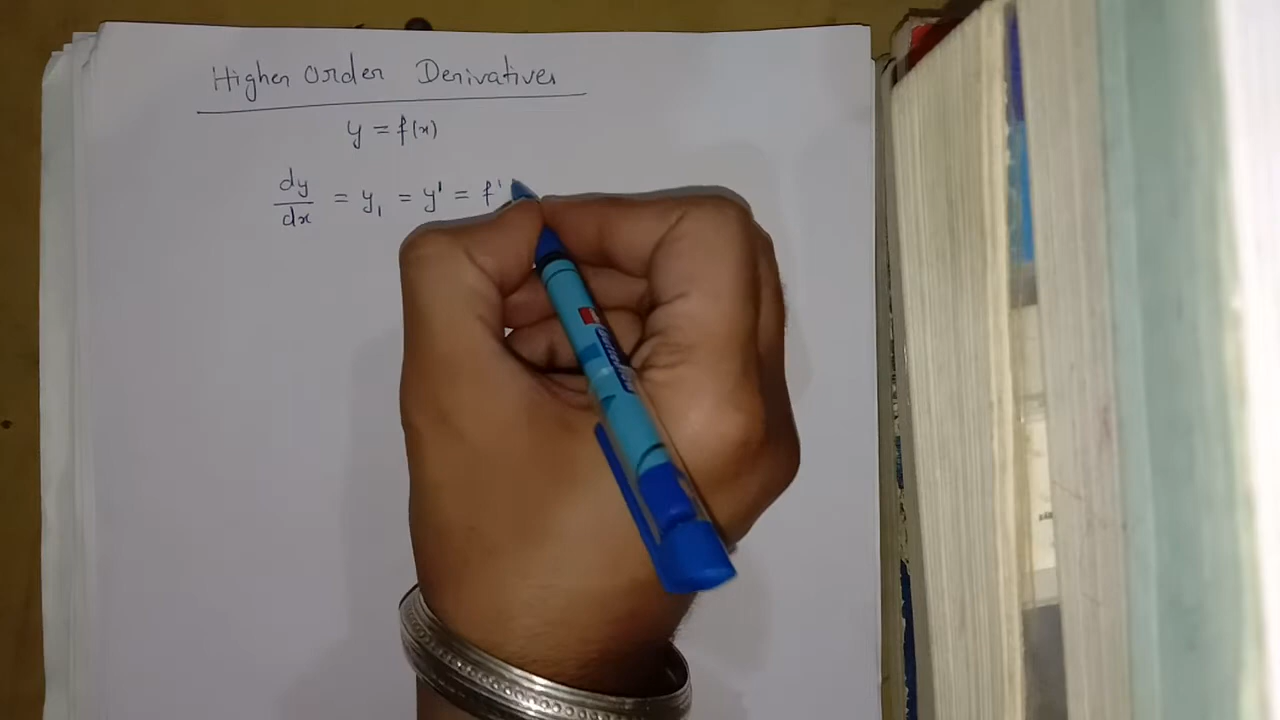 Higher Order Derivatives
y = f(x)
dy/dx = y₁ = y' = f'